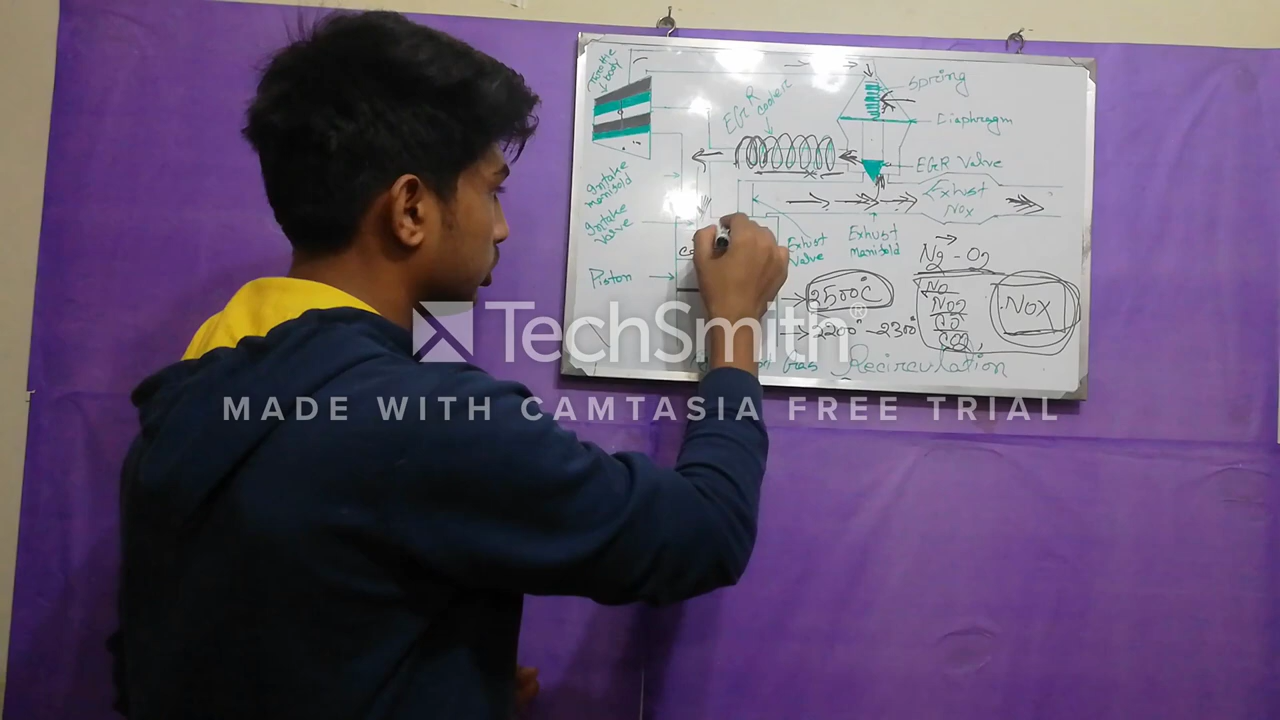 Throttle
body
EGR
cooler
Spring
Diaphragm
EGR Valve
Intake
manifold
Intake
Valve
Piston
Exhust
NOX
Exhust
Valve
Exhust
manifold
N2 - O2
2500°C
2200° - 2300°
NO
NO2
CO
CO2
NOX
Gas Recirculation
TechSmith®
MADE WITH CAMTASIA FREE TRIAL